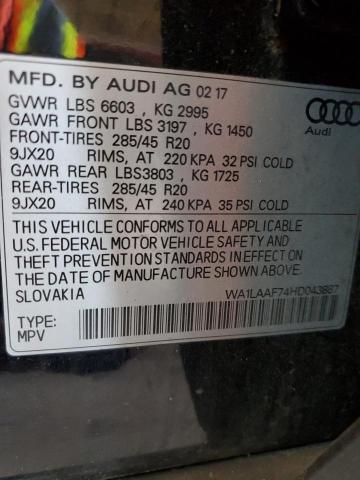 MFD. BY AUDI AG 02 17
GVWR LBS 6603 , KG 2995
GAWR FRONT LBS 3197 , KG 1450
FRONT-TIRES 285/45 R20
9JX20 RIMS, AT 220 KPA 32 PSI COLD
GAWR REAR LBS3803 , KG 1725
REAR-TIRES 285/45 R20
9JX20 RIMS, AT 240 KPA 35 PSI COLD
Audi
THIS VEHICLE CONFORMS TO ALL APPLICABLE
U.S. FEDERAL MOTOR VEHICLE SAFETY AND
THEFT PREVENTION STANDARDS IN EFFECT ON
THE DATE OF MANUFACTURE SHOWN ABOVE.
SLOVAKIA
WA1LAAF74HD043887
TYPE:
MPV